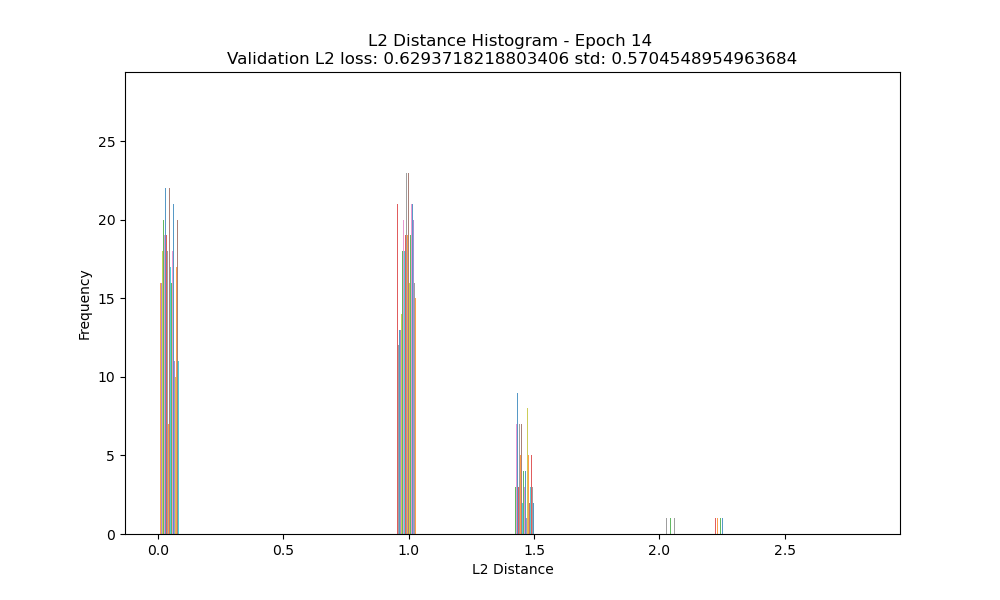 L2 Distance Histogram - Epoch 14
Validation L2 loss: 0.6293718218803406 std: 0.5704548954963684
25
20
15
10
5
0
Frequency
0.0 0.5 1.0 1.5 2.0 2.5
L2 Distance